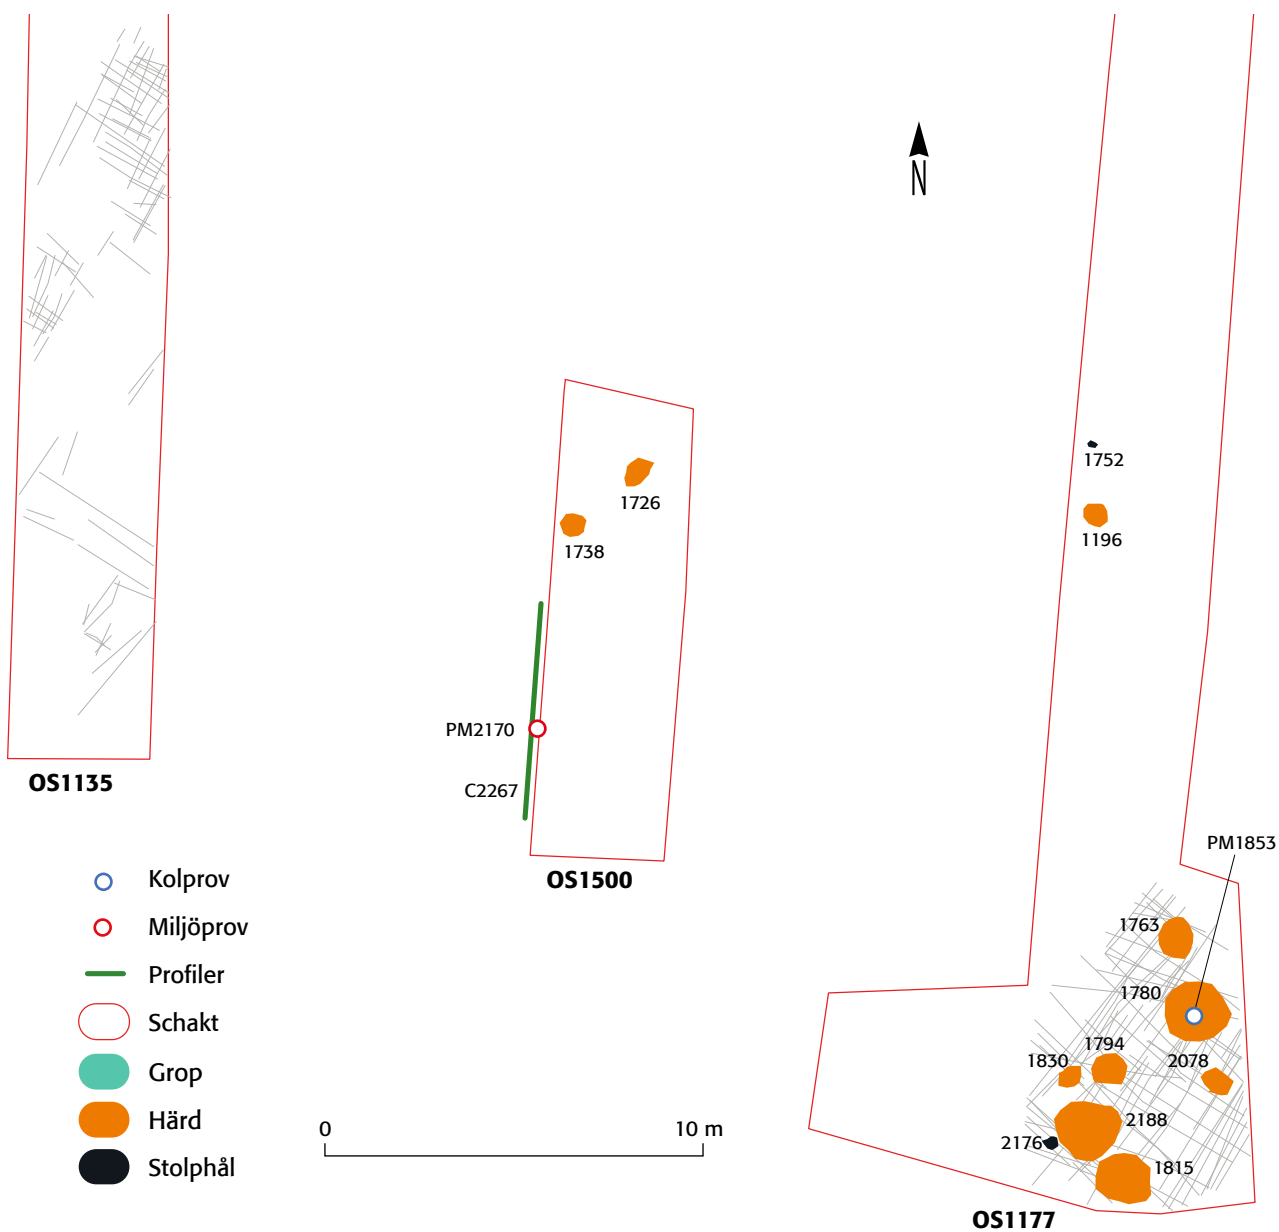 N
1752
1726
1196
1738
PM2170
C2267
OS1135
PM1853
OS1500
Kolprov
Miljöprov
Profiler
Schakt
Grop
Härd
Stolphål
1763
1780
1794
1830
2078
2188
2176
1815
0
10 m
OS1177